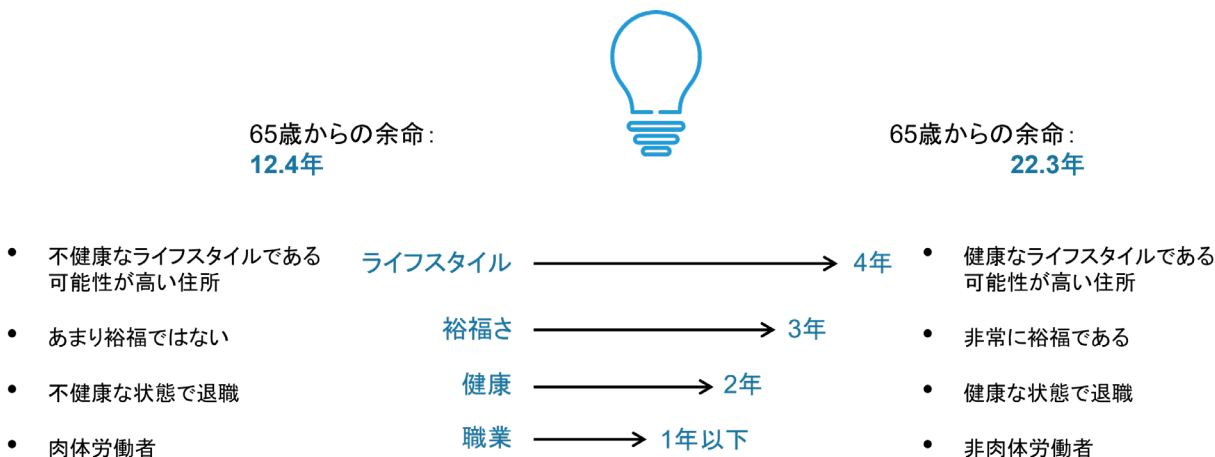 65歳からの余命:
12.4年
65歳からの余命:
22.3年
• 不健康なライフスタイルである
可能性が高い住所
ライフスタイル
4年
• 健康なライフスタイルである
可能性が高い住所
• あまり裕福ではない
裕福さ
3年
• 非常に裕福である
• 不健康な状態で退職
健康
2年
• 健康な状態で退職
• 肉体労働者
職業
1年以下
• 非肉体労働者